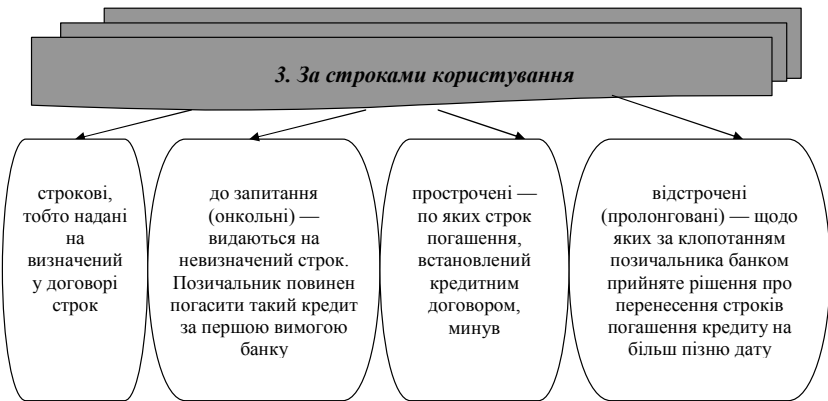 3. За строками користування
строкові,
тобто надані
на
визначений
у договорі
строк
до запитання
(онкольні) —
видаються на
невизначений строк.
Позичальник повинен
погасити такий кредит
за першою вимогою
банку
прострочені —
по яких строк
погашення,
встановлений
кредитним
договором,
минув
відстрочені
(пролонговані) — щодо
яких за клопотанням
позичальника банком
прийняте рішення про
перенесення строків
погашення кредиту на
більш пізню дату